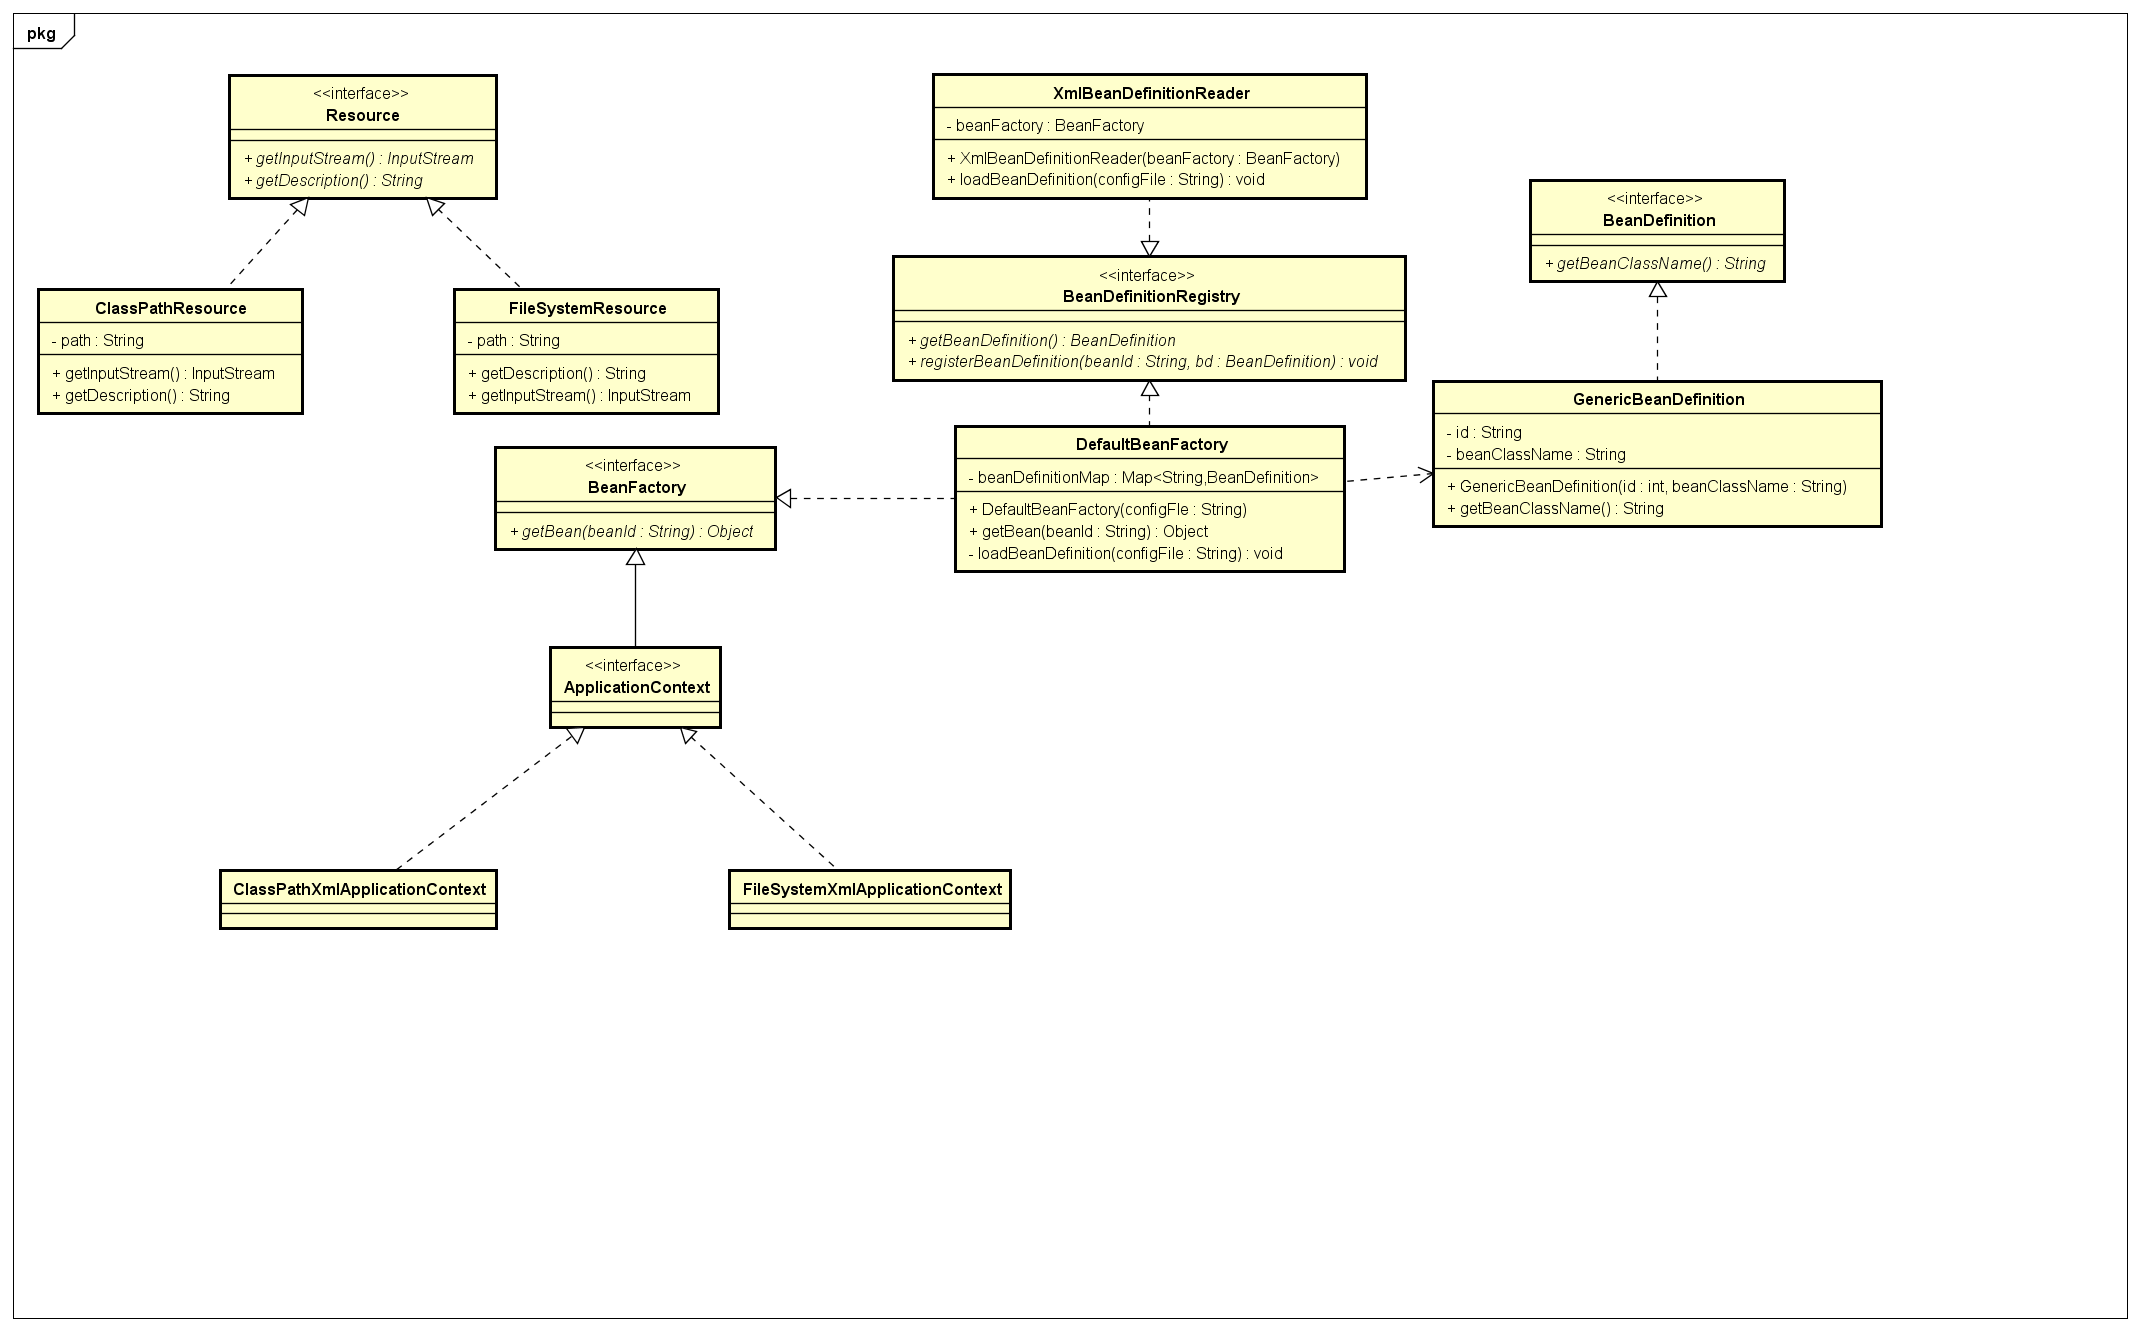 pkg
<<interface>>
Resource
+ getInputStream() : InputStream
+ getDescription() : String
XmlBeanDefinitionReader
- beanFactory : BeanFactory
+ XmlBeanDefinitionReader(beanFactory : BeanFactory)
+ loadBeanDefinition(configFile : String) : void
<<interface>>
BeanDefinition
+ getBeanClassName() : String
<<interface>>
BeanDefinitionRegistry
+ getBeanDefinition() : BeanDefinition
+ registerBeanDefinition(beanId : String, bd : BeanDefinition) : void
ClassPathResource
- path : String
+ getInputStream() : InputStream
+ getDescription() : String
FileSystemResource
- path : String
+ getDescription() : String
+ getInputStream() : InputStream
GenericBeanDefinition
- id : String
- beanClassName : String
+ GenericBeanDefinition(id : int, beanClassName : String)
+ getBeanClassName() : String
DefaultBeanFactory
- beanDefinitionMap : Map<String,BeanDefinition>
+ DefaultBeanFactory(configFIe : String)
+ getBean(beanId : String) : Object
- loadBeanDefinition(configFile : String) : void
<<interface>>
BeanFactory
+ getBean(beanId : String) : Object
<<interface>>
ApplicationContext
ClassPathXmlApplicationContext
FileSystemXmlApplicationContext